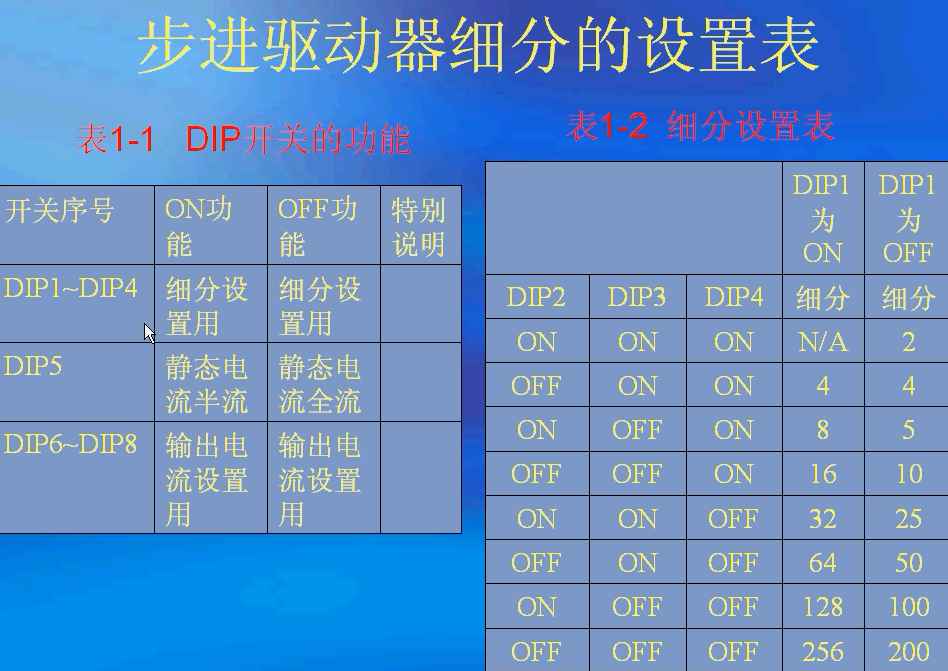 步进驱动器细分的设置表
表1-1 DIP开关的功能
开关序号 ON功能 OFF功能 特别说明
DIP1~DIP4 细分设置用 细分设置用
DIP5 静态电流半流 静态电流全流
DIP6~DIP8 输出电流设置用 输出电流设置用
表1-2 细分设置表
DIP1为ON DIP1为OFF
DIP2 DIP3 DIP4 细分 细分
ON ON ON N/A 2
OFF ON ON 4 4
ON OFF ON 8 5
OFF OFF ON 16 10
ON ON OFF 32 25
OFF ON OFF 64 50
ON OFF OFF 128 100
OFF OFF OFF 256 200